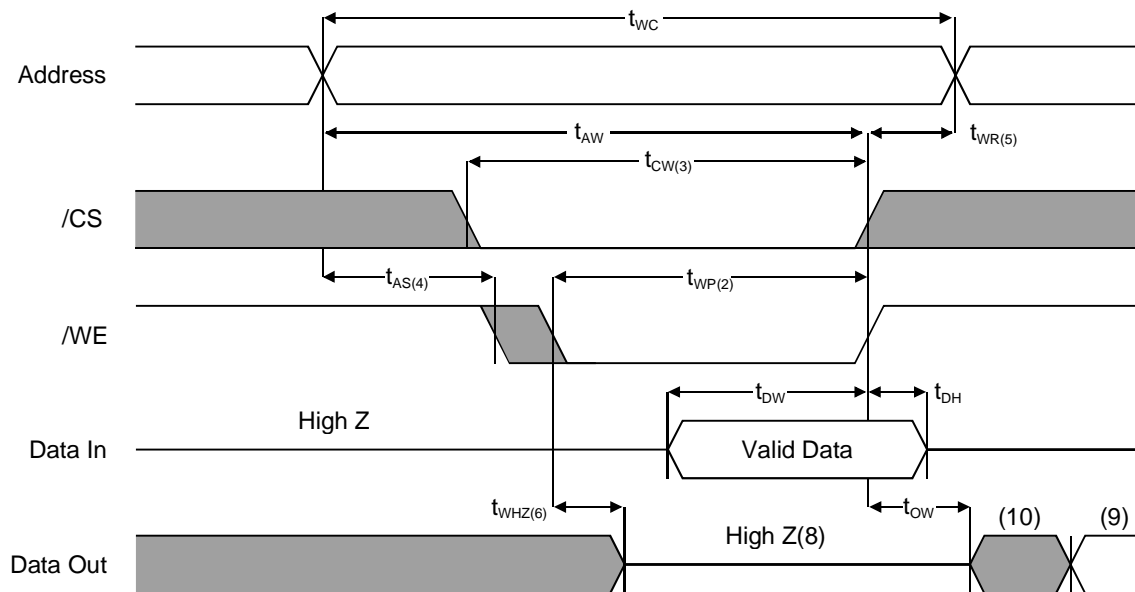 tWC
Address
tAW
tWR(5)
tCW(3)
/CS
tAS(4)
tWP(2)
/WE
tDW
tDH
High Z
Data In
Valid Data
tWHZ(6)
tOW
High Z(8)
(10)
(9)
Data Out